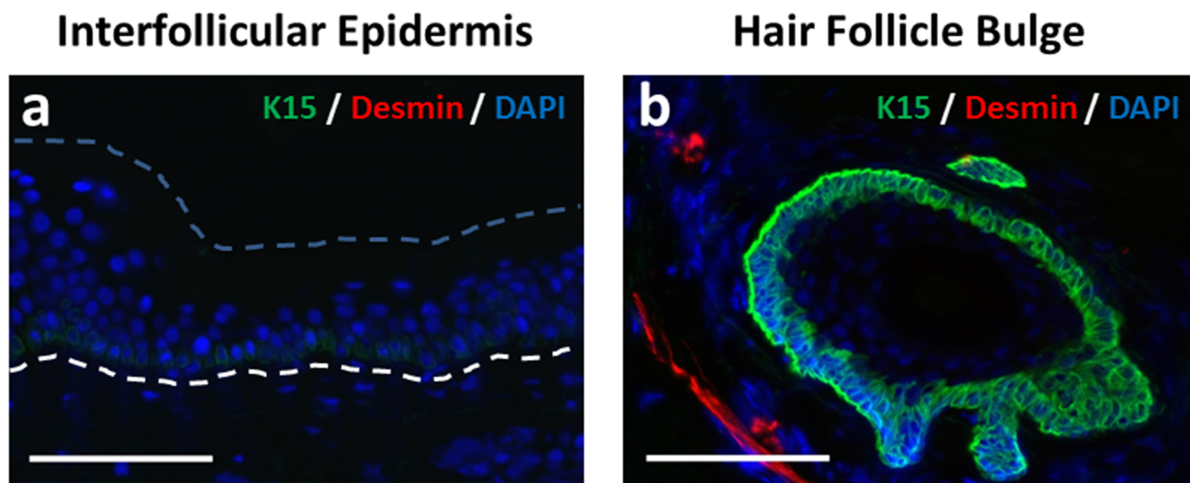 Interfollicular Epidermis
Hair Follicle Bulge
a
K15 / Desmin / DAPI
b
K15 / Desmin / DAPI